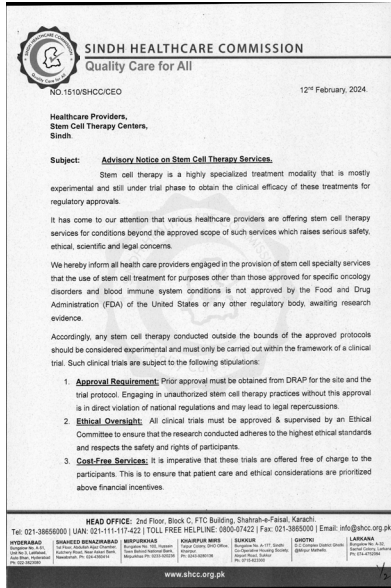 SINDH HEALTHCARE COMMISSION
Quality Care for All
NO.1510/SHCC/CEO
12nd February, 2024.
Healthcare Providers,
Stem Cell Therapy Centers,
Sindh.
Subject: Advisory Notice on Stem Cell Therapy Services.
Stem cell therapy is a highly specialized treatment modality that is mostly
experimental and still under trial phase to obtain the clinical efficacy of these treatments for
regulatory approvals.
It has come to our attention that various healthcare providers are offering stem cell therapy
services for conditions beyond the approved scope of such services which raises serious safety,
ethical, scientific and legal concerns.
We hereby inform all health care providers engaged in the provision of stem cell specialty services
that the use of stem cell treatment for purposes other than those approved for specific oncology
disorders and blood immune system conditions is not approved by the Food and Drug
Administration (FDA) of the United States or any other regulatory body, awaiting research
evidence.
Accordingly, any stem cell therapy conducted outside the bounds of the approved protocols
should be considered experimental and must only be carried out within the framework of a clinical
trial. Such clinical trials are subject to the following stipulations:
1. Approval Requirement: Prior approval must be obtained from DRAP for the site and the
trial protocol. Engaging in unauthorized stem cell therapy practices without this approval
is in direct violation of national regulations and may lead to legal repercussions.
2. Ethical Oversight: All clinical trials must be approved & supervised by an Ethical
Committee to ensure that the research conducted adheres to the highest ethical standards
and respects the safety and rights of participants.
3. Cost-Free Services: It is imperative that these trials are offered free of charge to the
participants. This is to ensure that patient care and ethical considerations are prioritized
above financial incentives.
HEAD OFFICE: 2nd Floor, Block C, FTC Building, Shahrah-e-Faisal, Karachi.
Tel: 021-38656000 | UAN: 021-111-117-422 | TOLL FREE HELPLINE: 0800-07422 | Fax: 021-3865000 | Email: info@shcc.org.pk
HYDERABAD
SHAHEED BENAZIRABAD
MIRPURKHAS
KHAIRPUR MIRS
SUKKUR
GHOTKI
LARKANA
www.shcc.org.pk